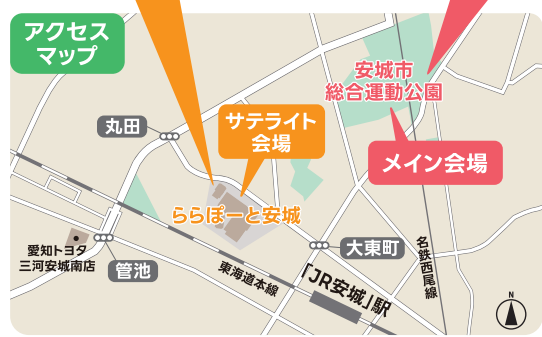 アクセス
マップ
安城市
総合運動公園
丸田
サテライト
会場
メイン会場
ららぽーと安城
愛知トヨタ
三河安城南店
管池
大東町
東海道本線
「JR安城」駅
名鉄西尾線
N